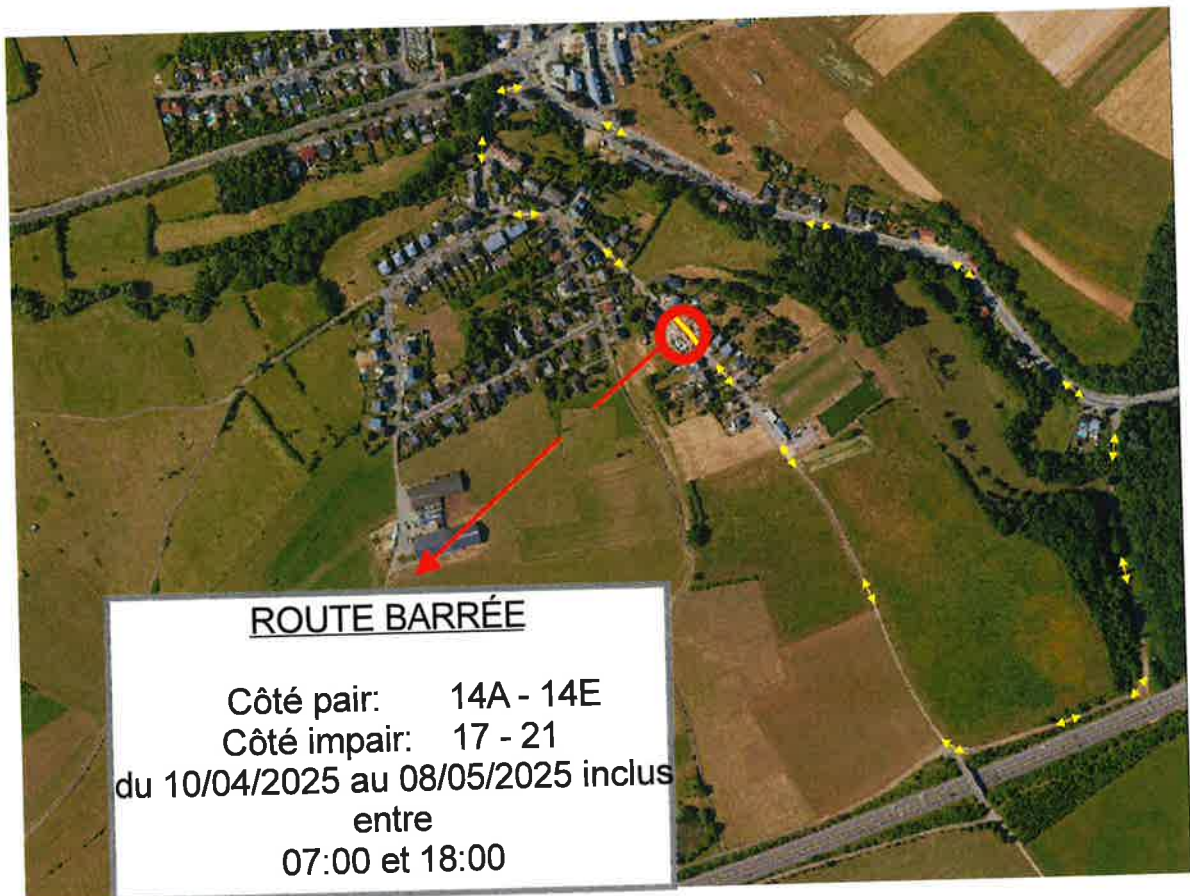 ROUTE BARRÉE
Côté pair: 14A - 14E
Côté impair: 17 - 21
du 10/04/2025 au 08/05/2025 inclus
entre
07:00 et 18:00